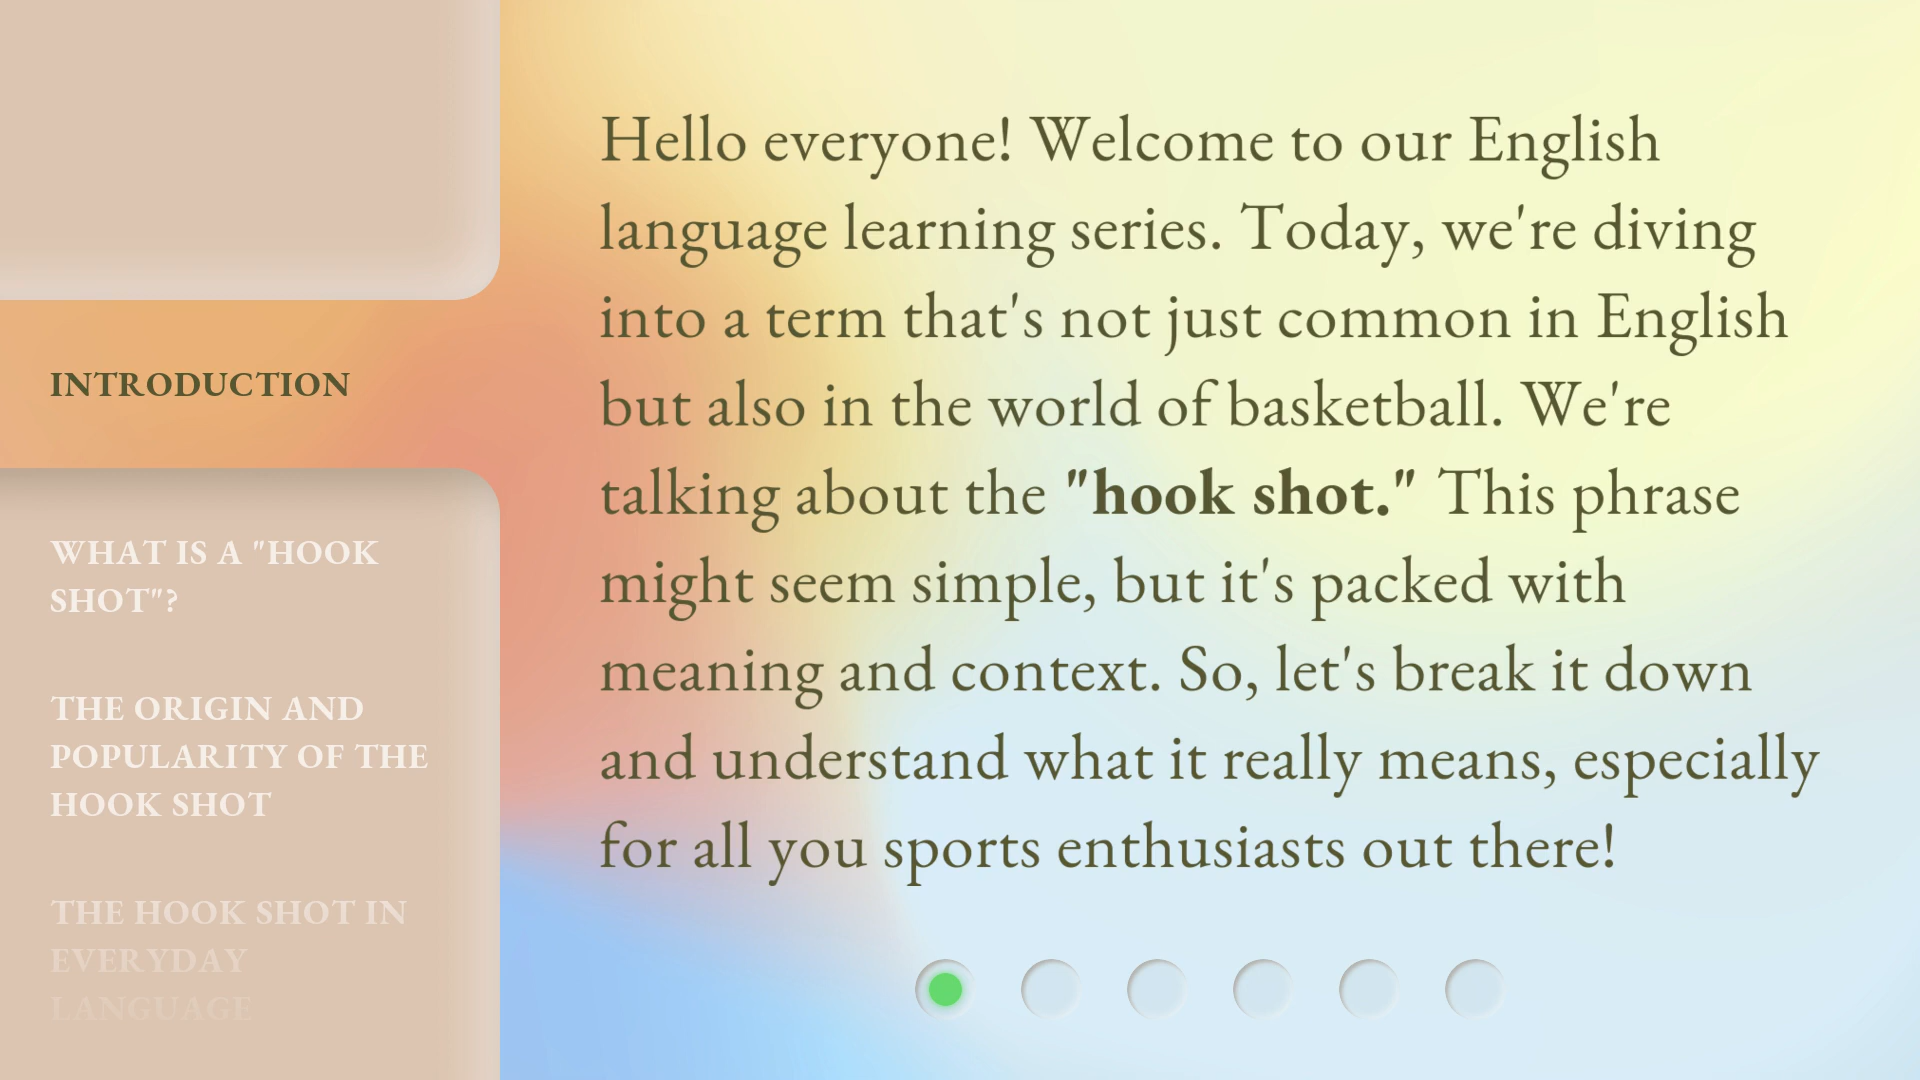 INTRODUCTION
WHAT IS A "HOOK
SHOT"?
THE ORIGIN AND
POPULARITY OF THE
HOOK SHOT
THE HOOK SHOT IN
EVERYDAY
LANGUAGE
Hello everyone! Welcome to our English
language learning series. Today, we're diving
into a term that's not just common in English
but also in the world of basketball. We're
talking about the "hook shot." This phrase
might seem simple, but it's packed with
meaning and context. So, let's break it down
and understand what it really means, especially
for all you sports enthusiasts out there!